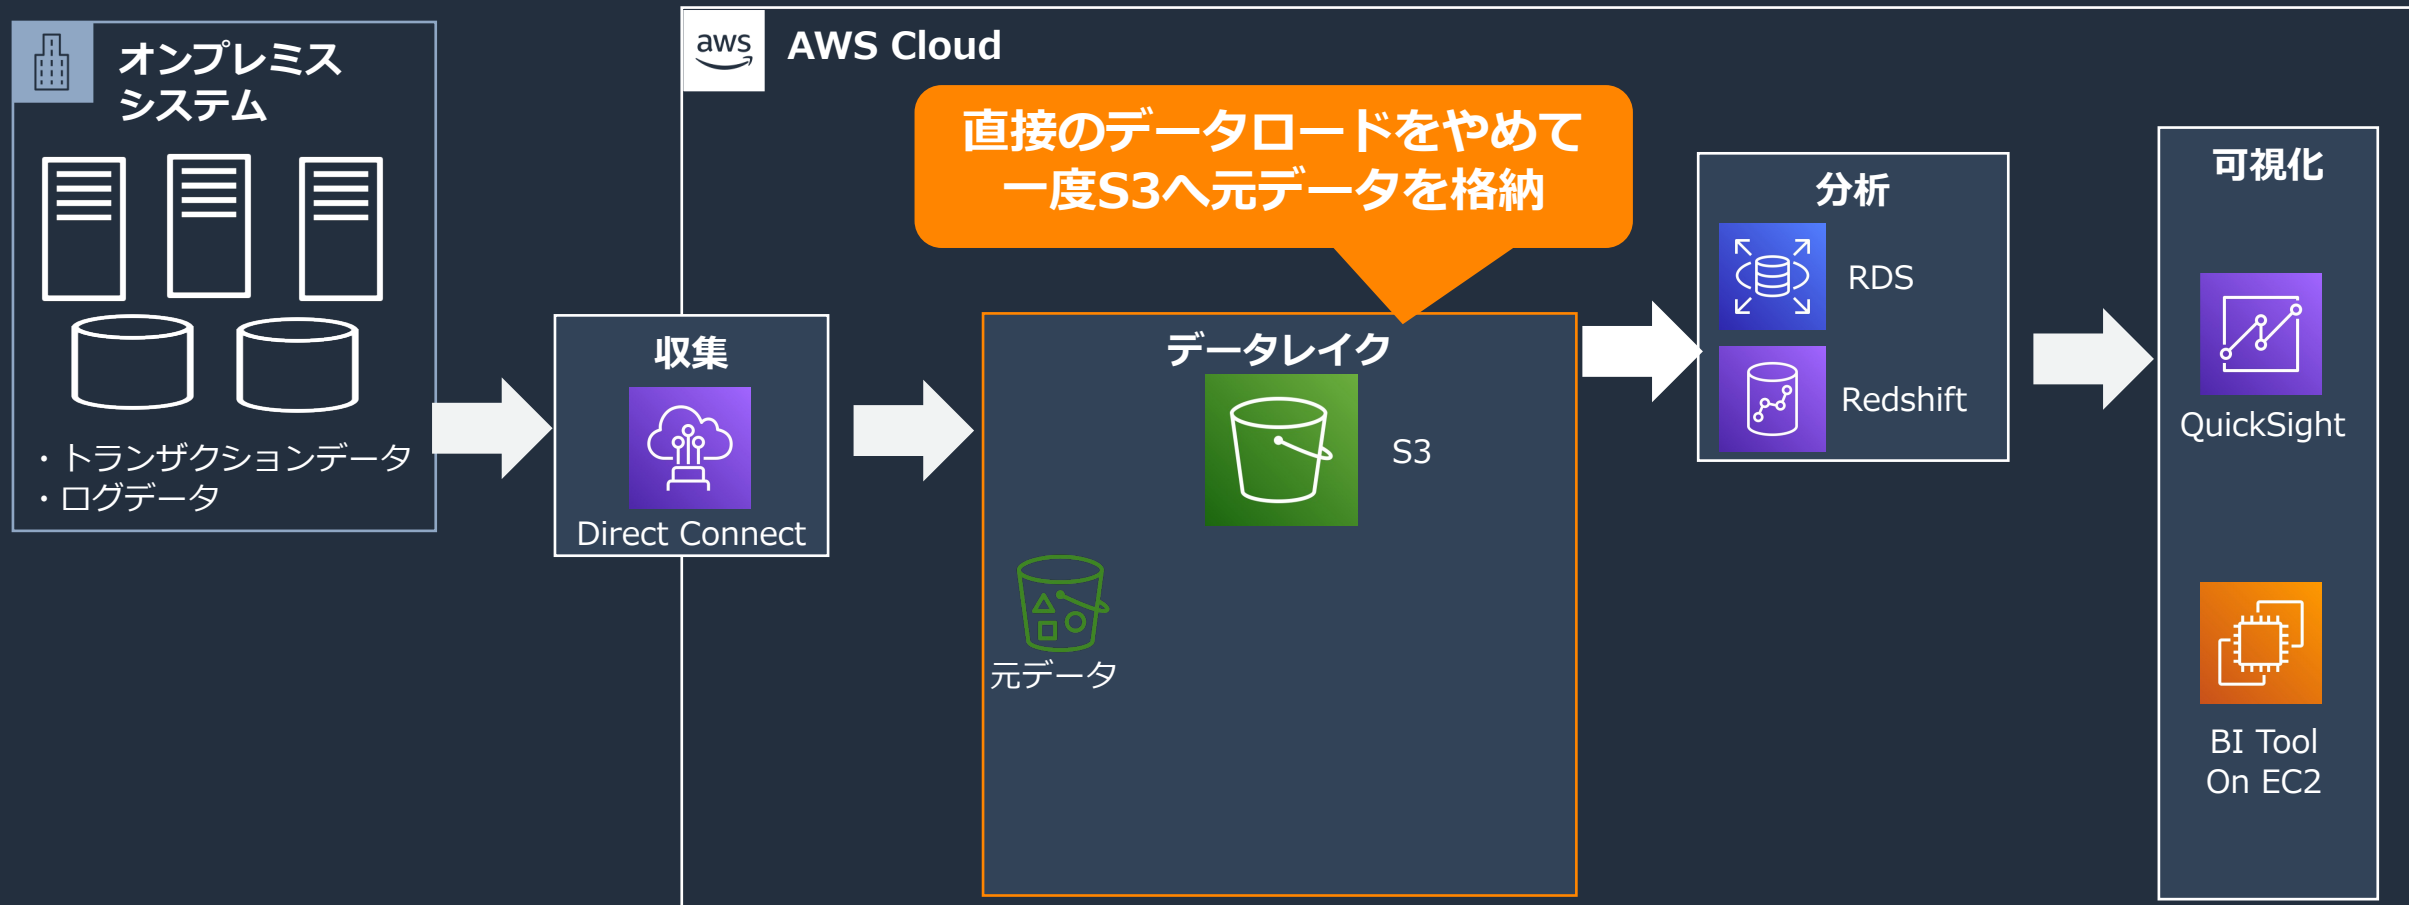 オンプレミス
システム
・トランザクションデータ
・ログデータ
aws
AWS Cloud
直接のデータロードをやめて
一度S3へ元データを格納
収集
Direct Connect
データレイク
S3
元データ
分析
RDS
Redshift
可視化
QuickSight
BI Tool
On EC2